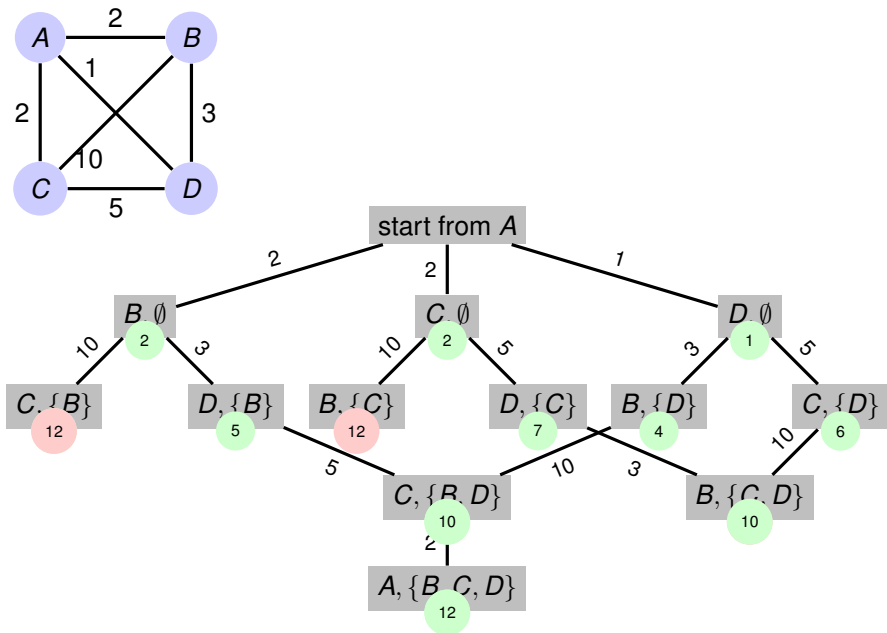 A 2 B
1
2 3
10
C D
5
start from A
2 2 1
B, ∅ C, ∅ D, ∅
2 2 1
10 3 10 5 3 5
C, {B} D, {B} B, {C} D, {C} B, {D} C, {D}
12 5 12 7 4 6
5 10 3 10
C, {B, D} B, {C, D}
10 10
2
A, {B, C, D}
12